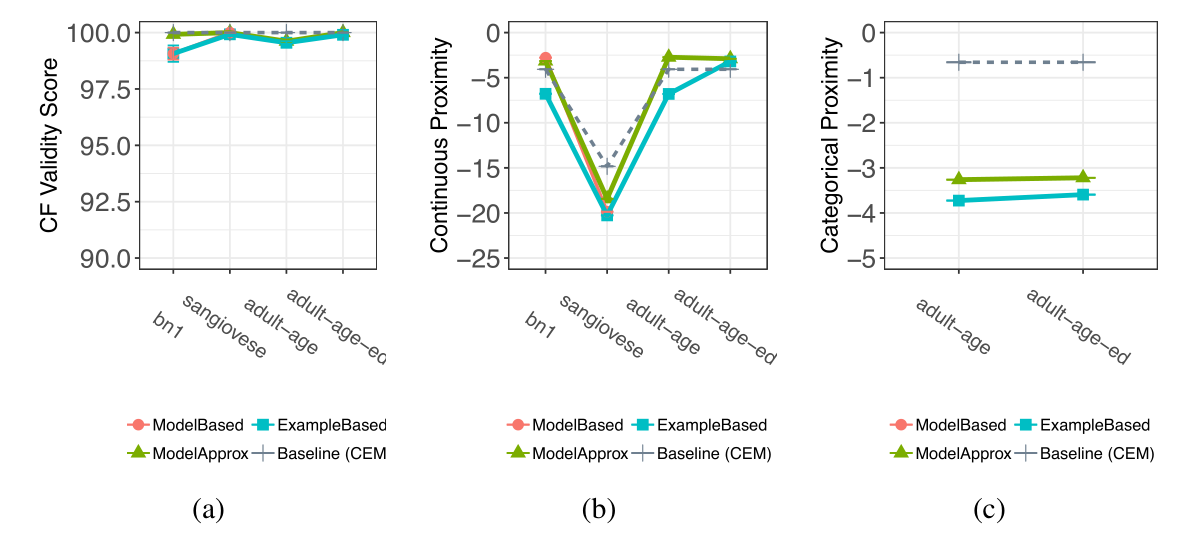 CF Validity Score
100.0
97.5
95.0
92.5
90.0
bn1
sangiovese
adult−age
adult−age−ed
ModelBased
ExampleBased
ModelApprox
Baseline (CEM
(a)
Continuous Proximity
0
−5
−10
−15
−20
−25
bn1
sangiovese
adult−age
adult−age−ed
ModelBased
ExampleBased
ModelApprox
Baseline (CEM)
(b)
Categorical Proximity
0
−1
−2
−3
−4
−5
adult−age
adult−age−ed
ModelBased
ExampleBased
ModelApprox
Baseline (CEM)
(c)